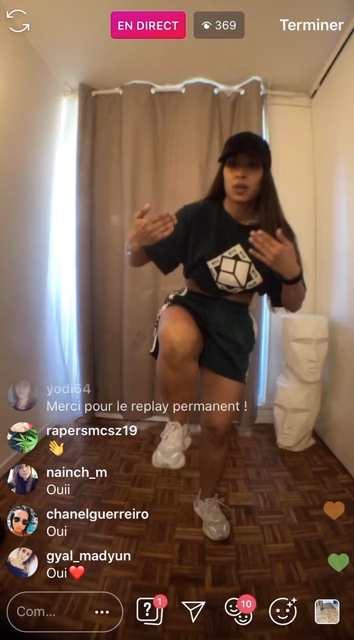 EN DIRECT
369
Terminer
yodi64
Merci pour le replay permanent !
rapersmcsz19
👋
nainch_m
Ouii
chanelguerreiro
Oui
gyal_madyun
Oui❤️
Com...
1
10